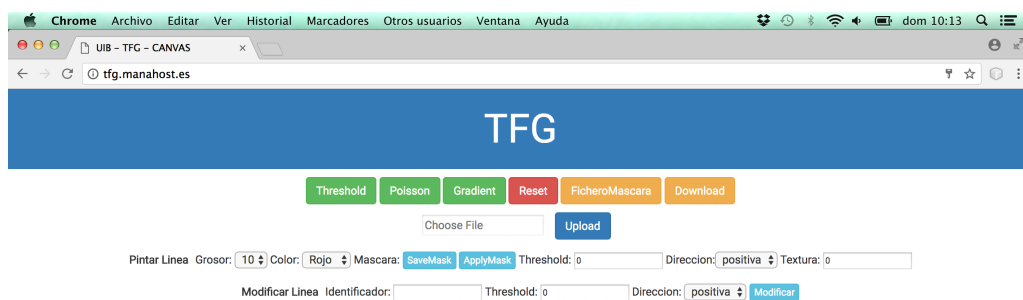 Chrome Archivo Editar Ver Historial Marcadores Otros usuarios Ventana Ayuda dom 10:13
UIB – TFG – CANVAS ×
tfg.manahost.es
TFG
Threshold Poisson Gradient Reset FicheroMascara Download
Choose File Upload
Pintar Linea Grosor: 10 Color: Rojo Mascara: SaveMask ApplyMask Threshold: 0 Direccion: positiva Textura: 0
Modificar Linea Identificador: Threshold: 0 Direccion: positiva Modificar